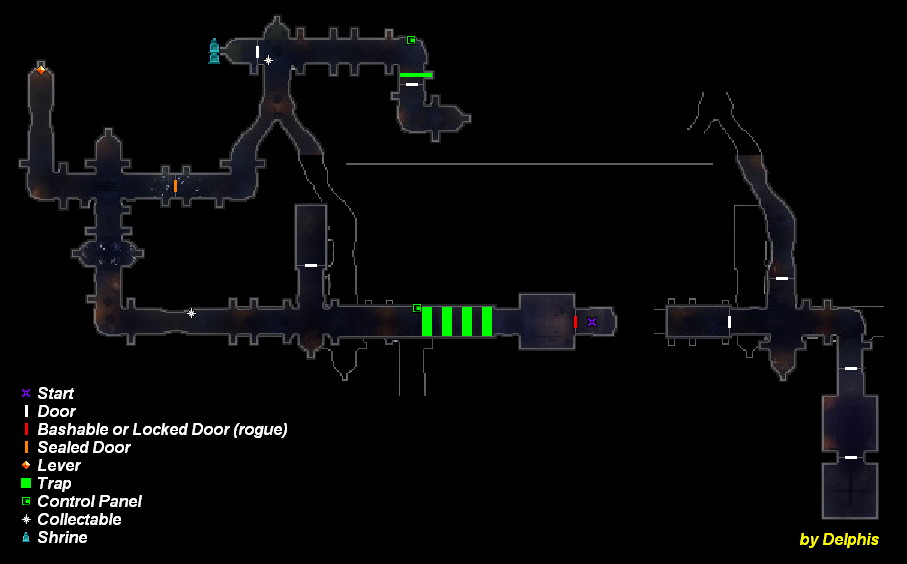 Start
Door
Bashable or Locked Door (rogue)
Sealed Door
Lever
Trap
Control Panel
Collectable
Shrine
by Delphis